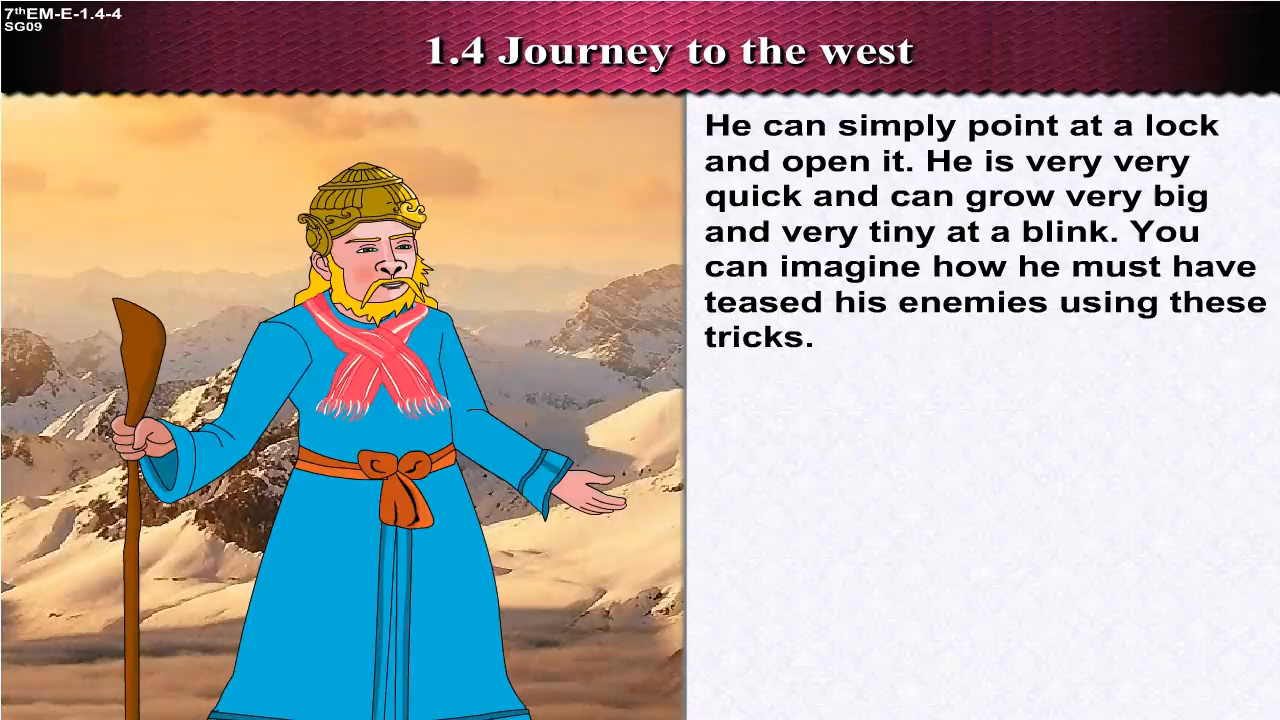 7thEM-E-1.4-4
SG09
1.4 Journey to the west
He can simply point at a lock
and open it. He is very very
quick and can grow very big
and very tiny at a blink. You
can imagine how he must have
teased his enemies using these
tricks.